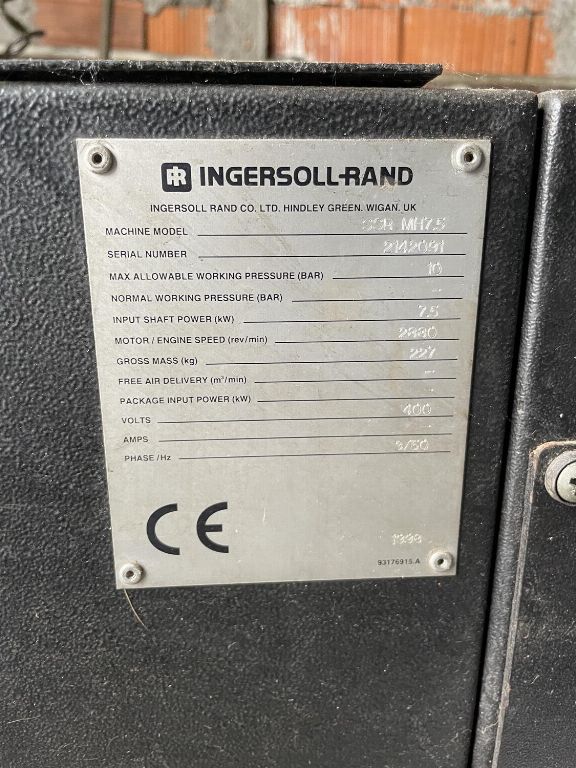 IR INGERSOLL-RAND
INGERSOLL RAND CO. LTD. HINDLEY GREEN. WIGAN. UK
MACHINE MODEL SSR MH7.5
SERIAL NUMBER 2142091
MAX ALLOWABLE WORKING PRESSURE (BAR) 10
NORMAL WORKING PRESSURE (BAR) -
INPUT SHAFT POWER (kW) 7.5
MOTOR / ENGINE SPEED (rev/min) 2880
GROSS MASS (kg) 227
FREE AIR DELIVERY (m³/min) -
PACKAGE INPUT POWER (kW) -
VOLTS 400
AMPS -
PHASE / Hz 3/50
CE
1998
93176915.A